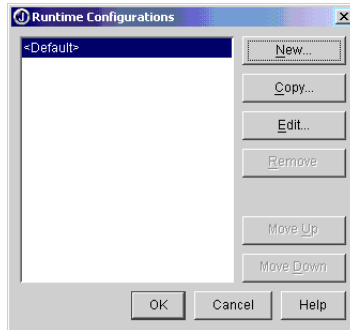 Runtime Configurations
<Default>
New...
Copy...
Edit...
Remove
Move Up
Move Down
OK
Cancel
Help